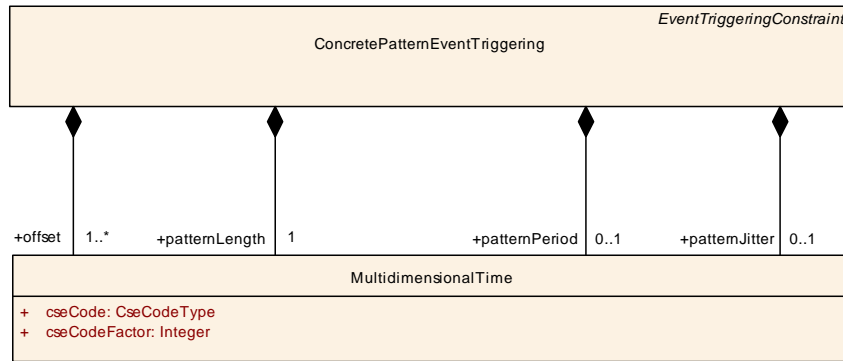 EventTriggeringConstraint
ConcretePatternEventTriggering
+offset 1..* +patternLength 1 +patternPeriod 0..1 +patternJitter 0..1
MultidimensionalTime
+ cseCode: CseCodeType
+ cseCodeFactor: Integer